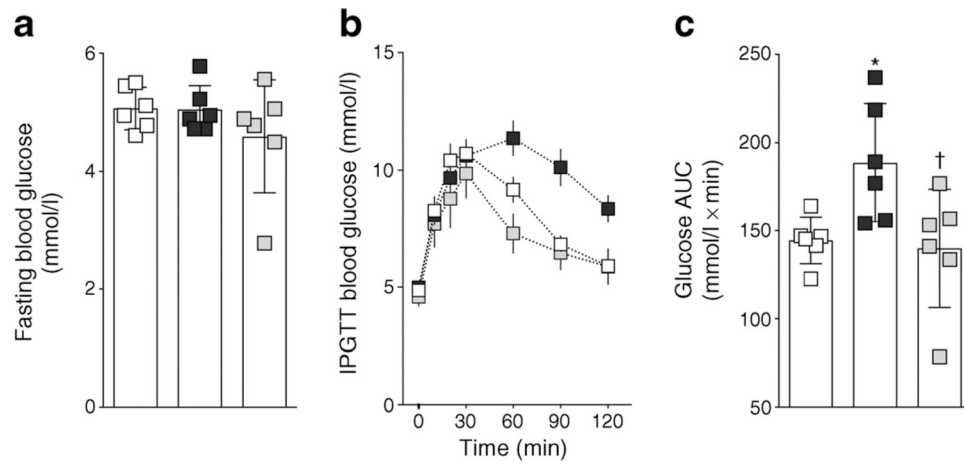 a
Fasting blood glucose
(mmol/l)
6
4
2
0
b
IPGTT blood glucose (mmol/l)
15
10
5
0
0 30 60 90 120
Time (min)
c
Glucose AUC
(mmol/l × min)
250
200
150
100
50
*
†